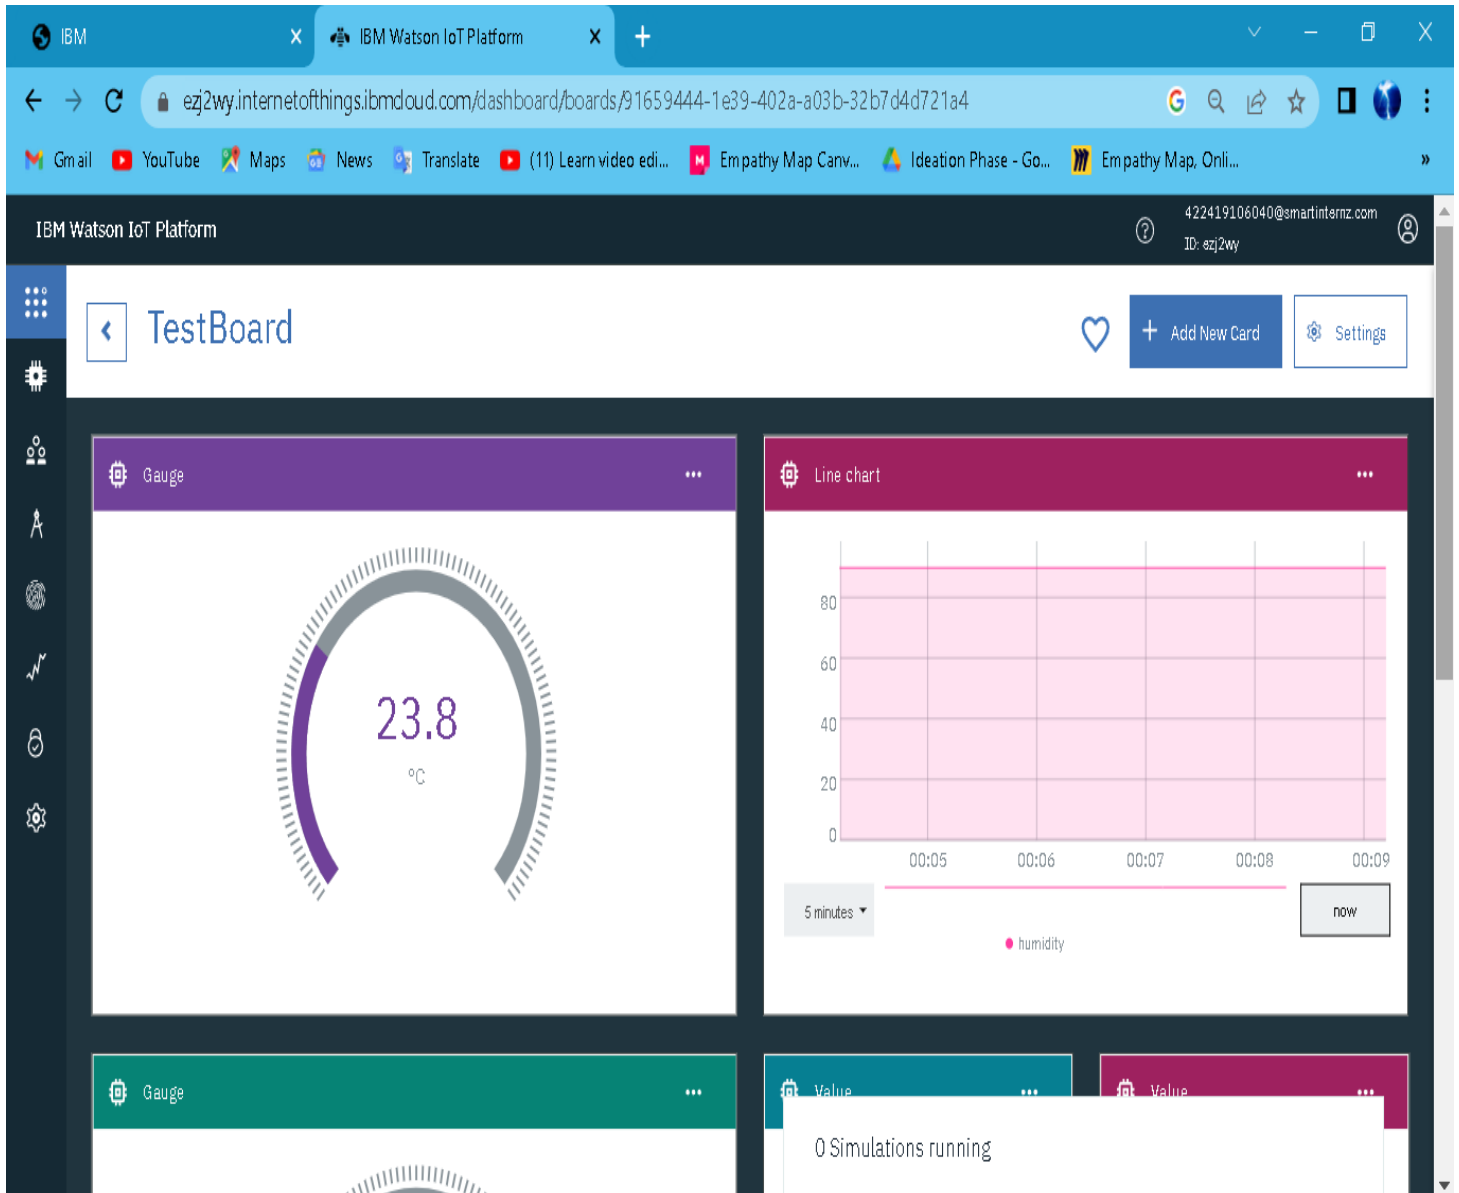 IBM
IBM Watson IoT Platform
ezj2wy.internetofthings.ibmcloud.com/dashboard/boards/91659444-1e39-402a-a03b-32b7d4d721a4
Gmail YouTube Maps News Translate (11) Learn video edi... Empathy Map Canv... Ideation Phase - Go... Empathy Map, Onli... »
IBM Watson IoT Platform
422419106040@smartinternz.com
ID: ezj2wy
TestBoard
+ Add New Card
Settings
Gauge
23.8
°C
Line chart
80
60
40
20
0
00:05 00:06 00:07 00:08 00:09
5 minutes
now
humidity
Gauge
Value
Value
0 Simulations running